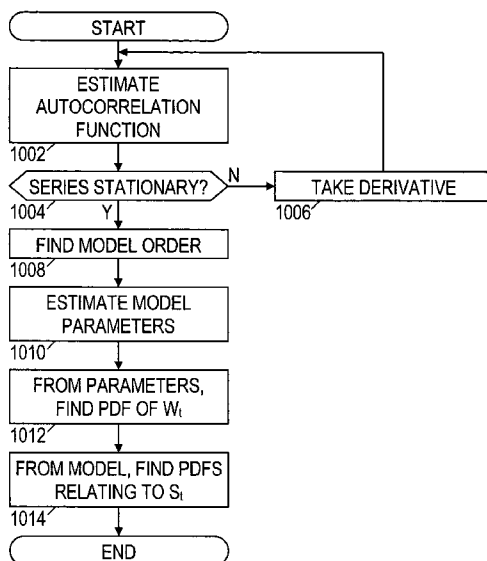 START
ESTIMATE
AUTOCORRELATION
FUNCTION
1002
SERIES STATIONARY?
N
TAKE DERIVATIVE
1004
Y
1006
FIND MODEL ORDER
1008
ESTIMATE MODEL
PARAMETERS
1010
FROM PARAMETERS,
FIND PDF OF Wt
1012
FROM MODEL, FIND PDFS
RELATING TO St
1014
END